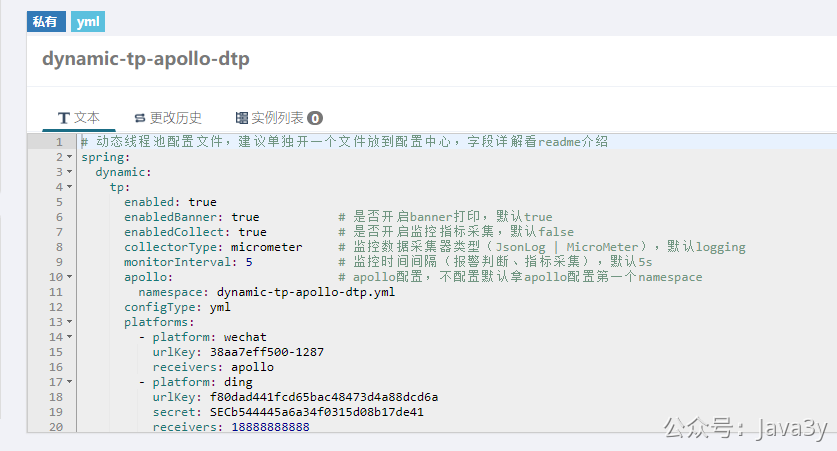 私有 yml
dynamic-tp-apollo-dtp
文本 更改历史 实例列表 0
1 # 动态线程池配置文件，建议单独开一个文件放到配置中心，字段详解看readme介绍
2 spring:
3 dynamic:
4 tp:
5 enabled: true
6 enabledBanner: true # 是否开启banner打印，默认true
7 enabledCollect: true # 是否开启监控指标采集，默认false
8 collectorType: micrometer # 监控数据采集器类型（JsonLog | MicroMeter），默认logging
9 monitorInterval: 5 # 监控时间间隔（报警判断、指标采集），默认5s
10 apollo: # apollo配置，不配置默认拿apollo配置第一个namespace
11 namespace: dynamic-tp-apollo-dtp.yml
12 configType: yml
13 platforms:
14 - platform: wechat
15 urlKey: 38aa7eff500-1287
16 receivers: apollo
17 - platform: ding
18 urlKey: f80dad441fcd65bac48473d4a88dcd6a
19 secret: SECb544445a6a34f0315d08b17de41
20 receivers: 18888888888
公众号：Java3y